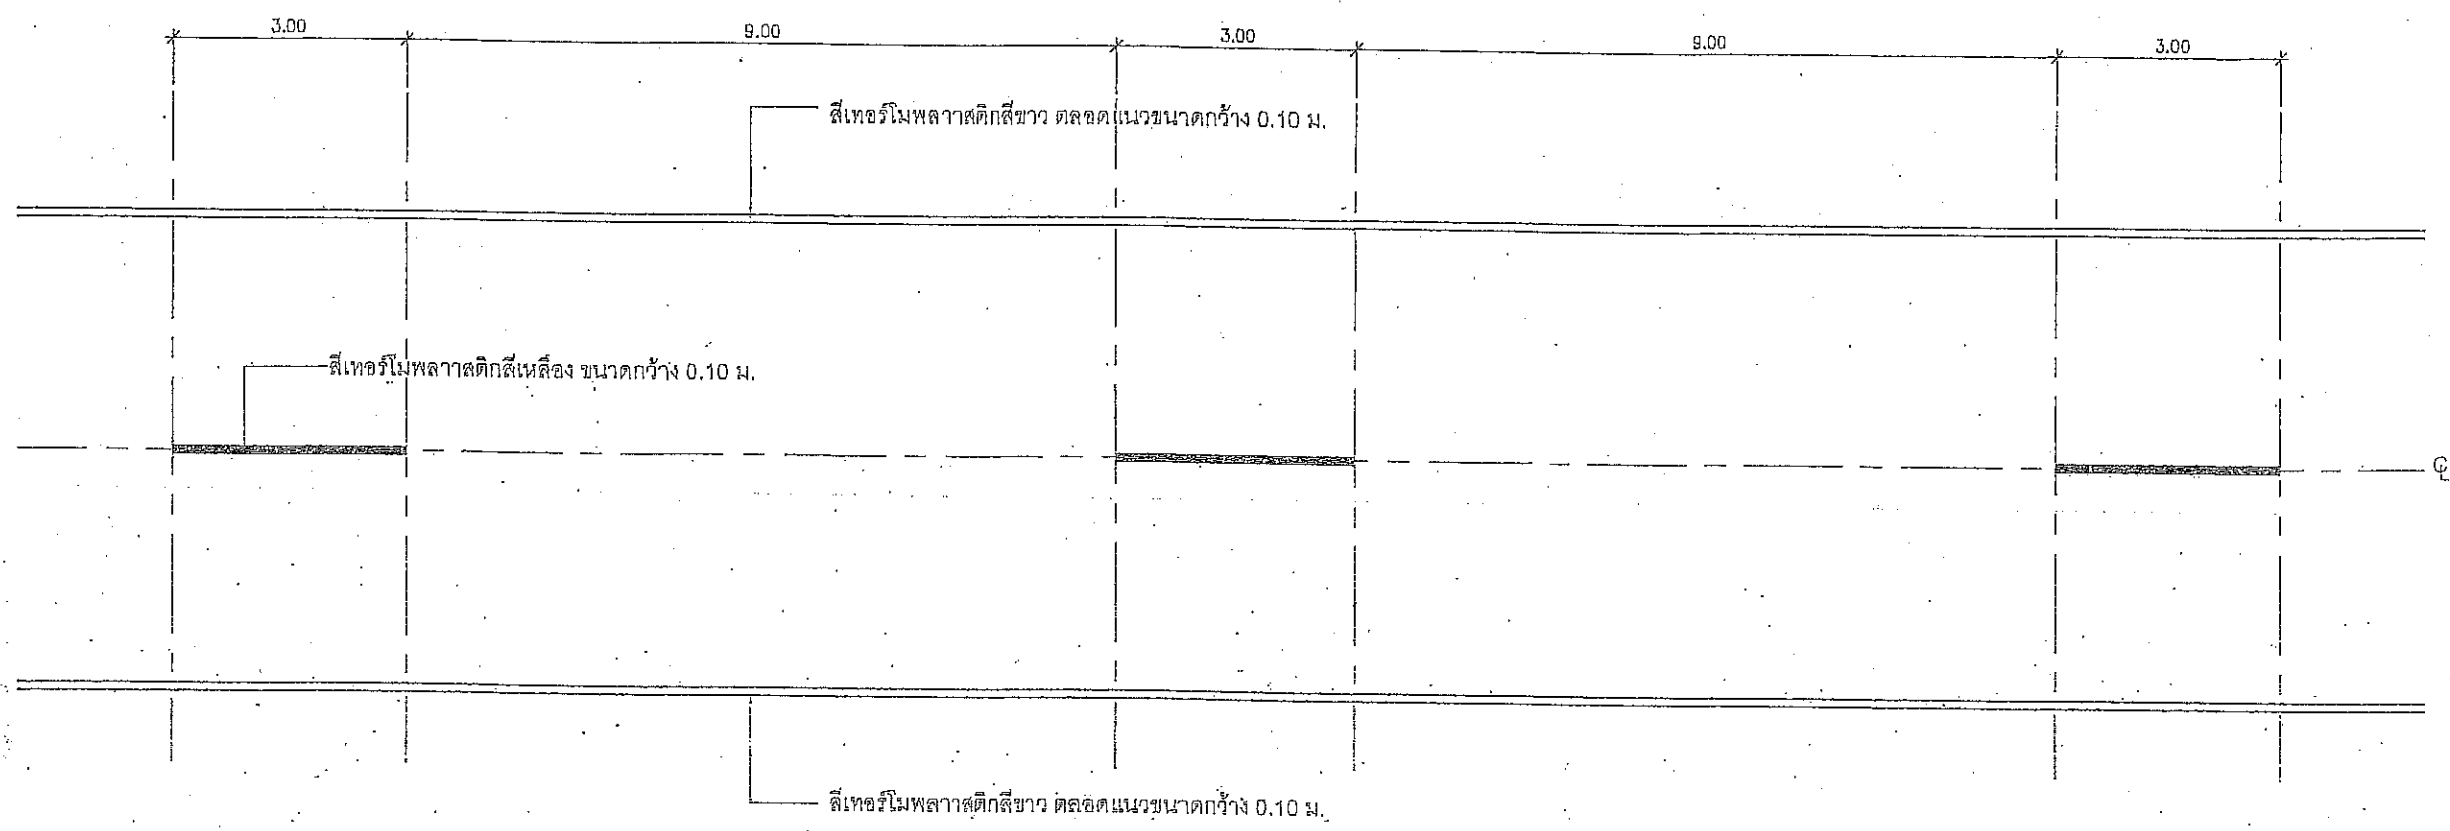 3.00 9.00 3.00 9.00 3.00
สีเทอร์โมพลาาสติกสีขาว ตลอดแนวขนาดกว้าง 0.10 ม.
สีเทอร์โมพลาาสติกสีเหลือง ขนาดกว้าง 0.10 ม.
℄
สีเทอร์โมพลาาสติกสีขาว ตลอดแนวขนาดกว้าง 0.10 ม.